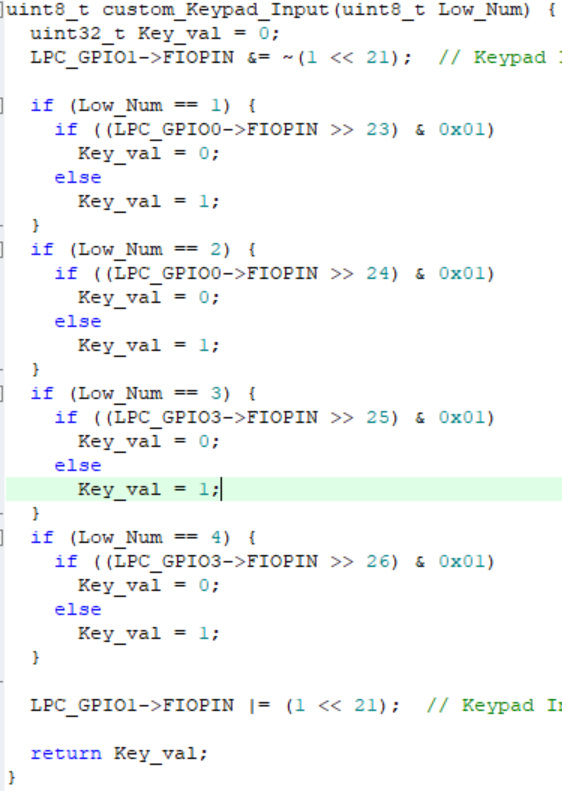 uint8_t custom_Keypad_Input(uint8_t Low_Num) {
  uint32_t Key_val = 0;
  LPC_GPIO1->FIOPIN &= ~(1 << 21);  // Keypad

  if (Low_Num == 1) {
    if ((LPC_GPIO0->FIOPIN >> 23) & 0x01)
      Key_val = 0;
    else
      Key_val = 1;
  }
  if (Low_Num == 2) {
    if ((LPC_GPIO0->FIOPIN >> 24) & 0x01)
      Key_val = 0;
    else
      Key_val = 1;
  }
  if (Low_Num == 3) {
    if ((LPC_GPIO3->FIOPIN >> 25) & 0x01)
      Key_val = 0;
    else
      Key_val = 1;
  }
  if (Low_Num == 4) {
    if ((LPC_GPIO3->FIOPIN >> 26) & 0x01)
      Key_val = 0;
    else
      Key_val = 1;
  }

  LPC_GPIO1->FIOPIN |= (1 << 21);  // Keypad

  return Key_val;
}